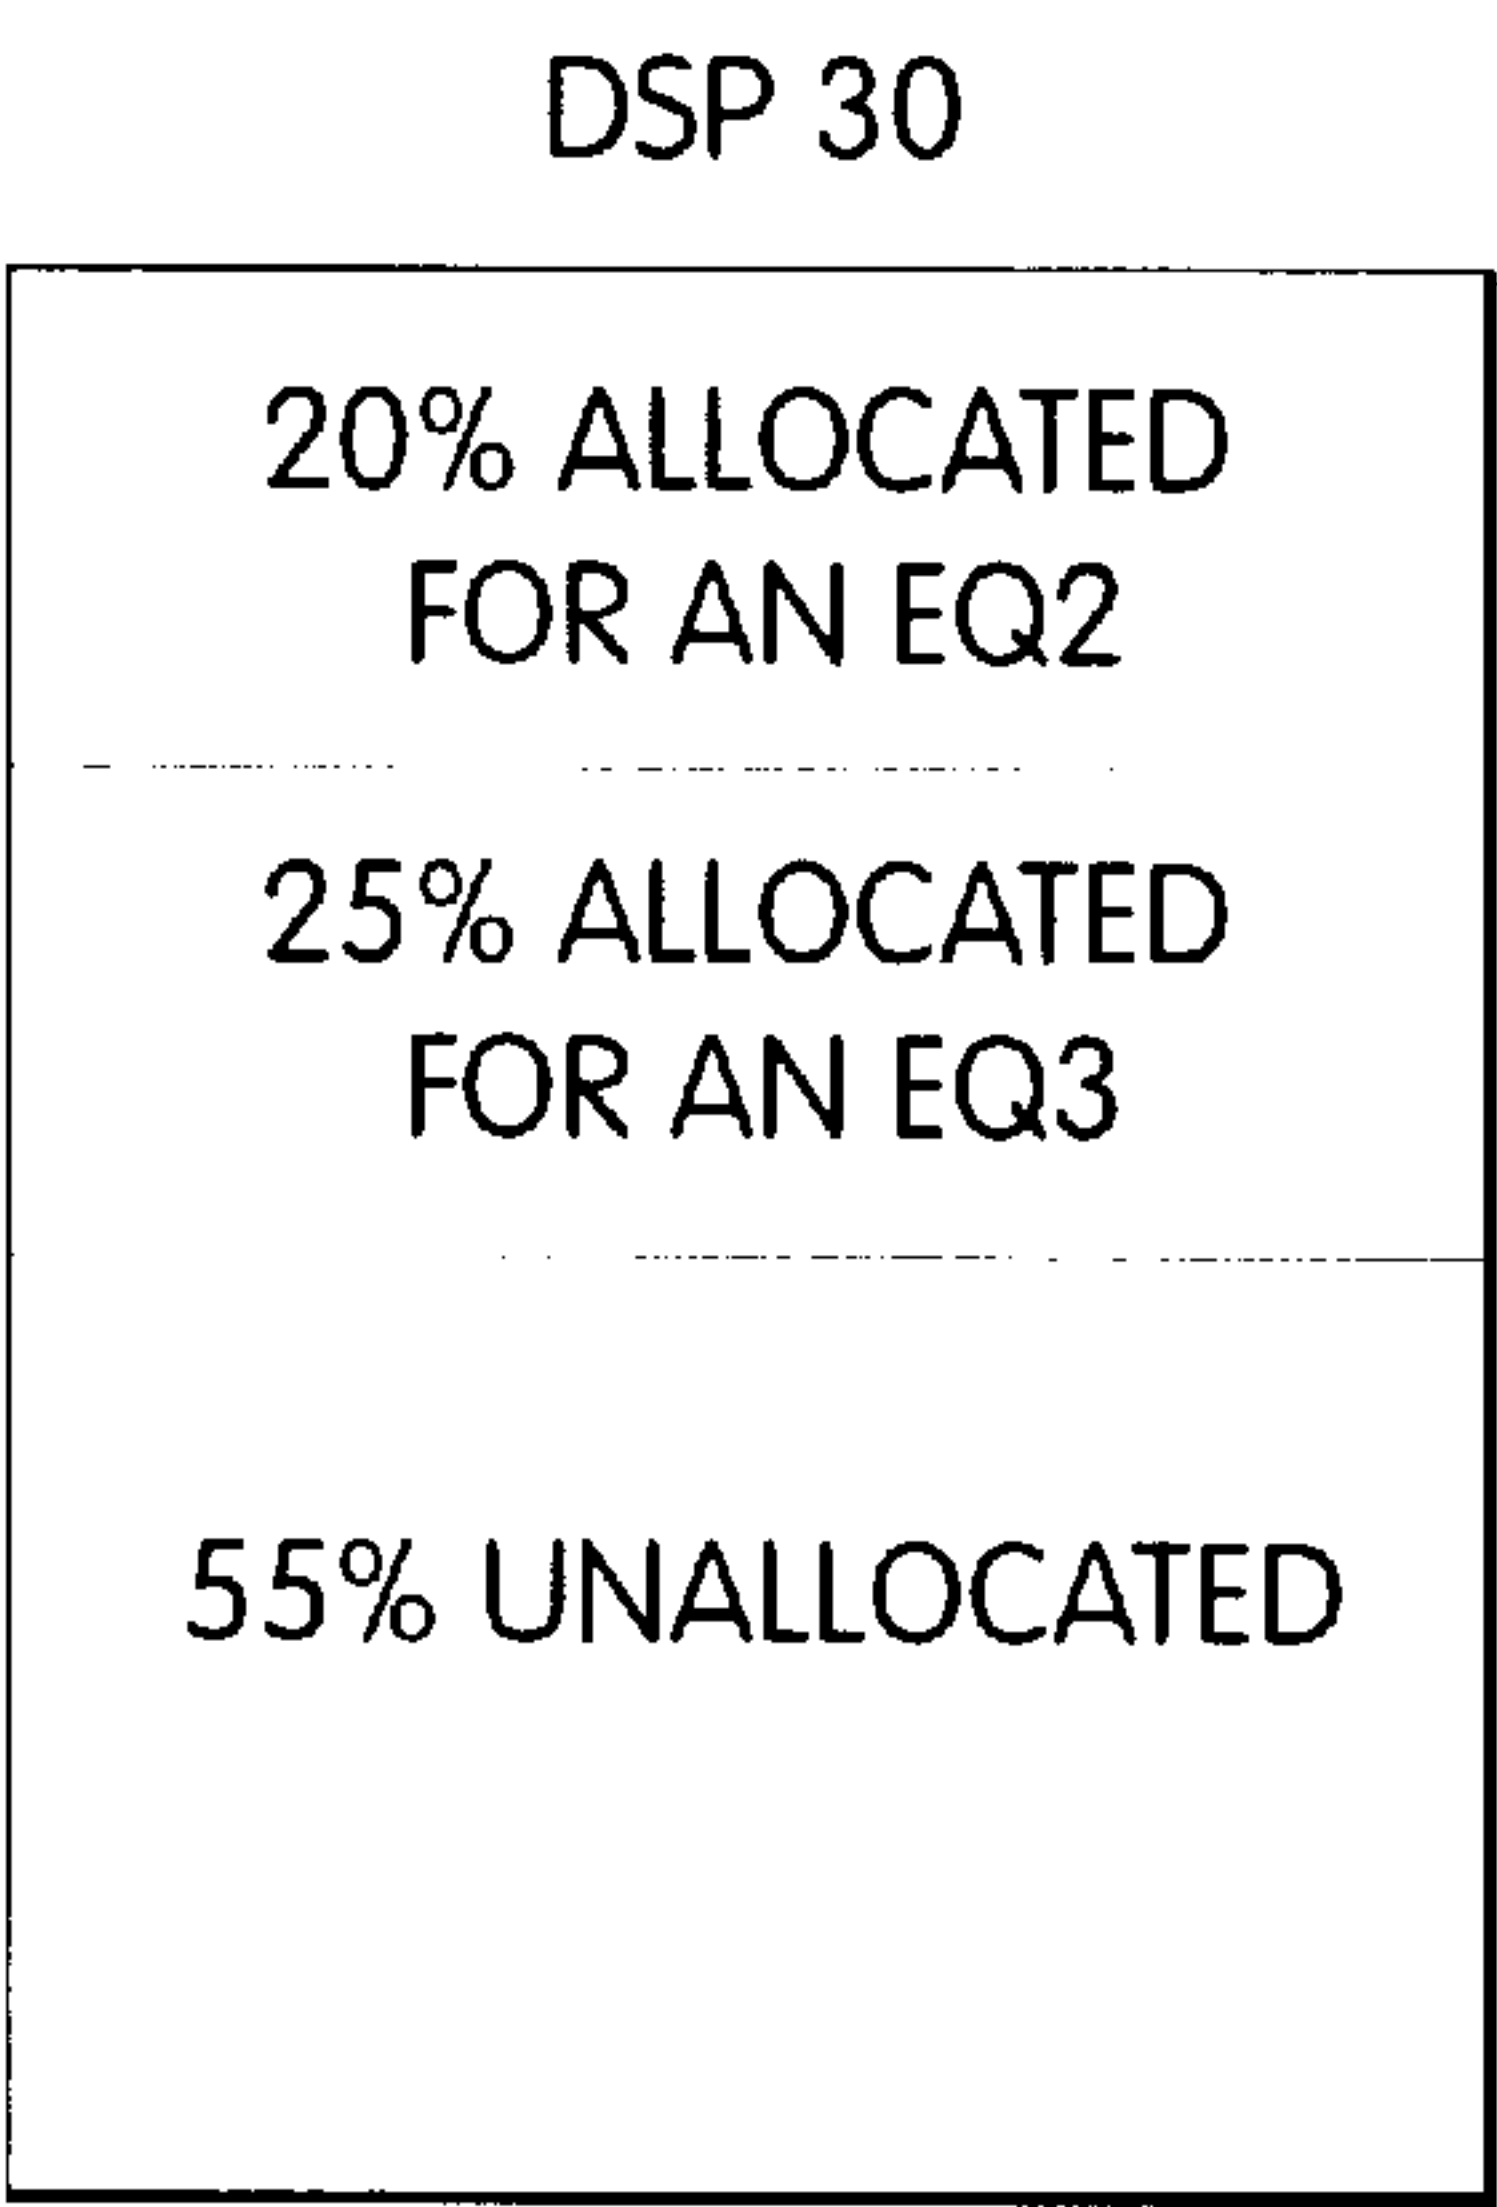 DSP 30
20% ALLOCATED
FOR AN EQ2
25% ALLOCATED
FOR AN EQ3
55% UNALLOCATED